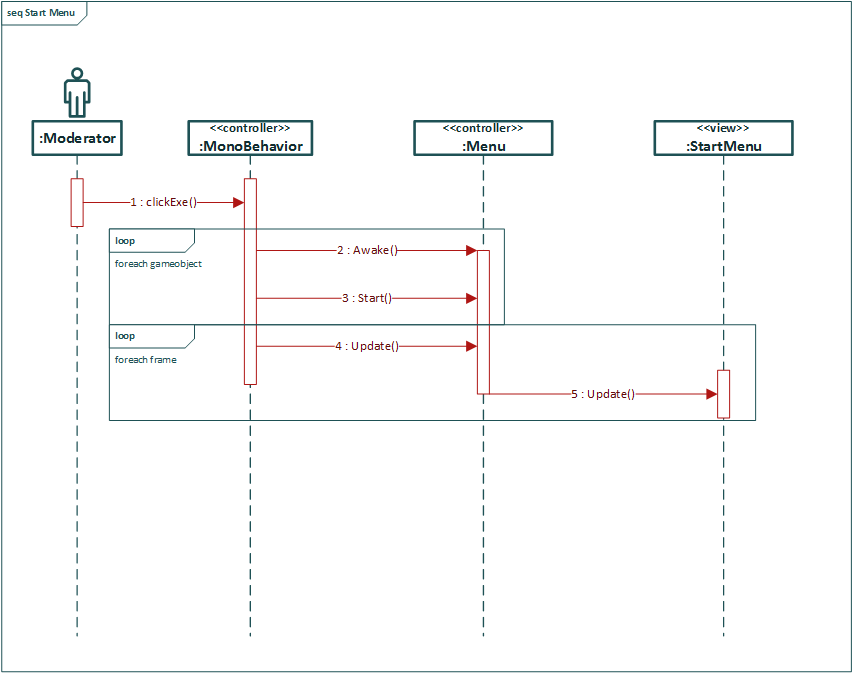 seq Start Menu
:Moderator
<<controller>>
:MonoBehavior
<<controller>>
:Menu
<<view>>
:StartMenu
1 : clickExe()
loop
foreach gameobject
2 : Awake()
3 : Start()
loop
foreach frame
4 : Update()
5 : Update()